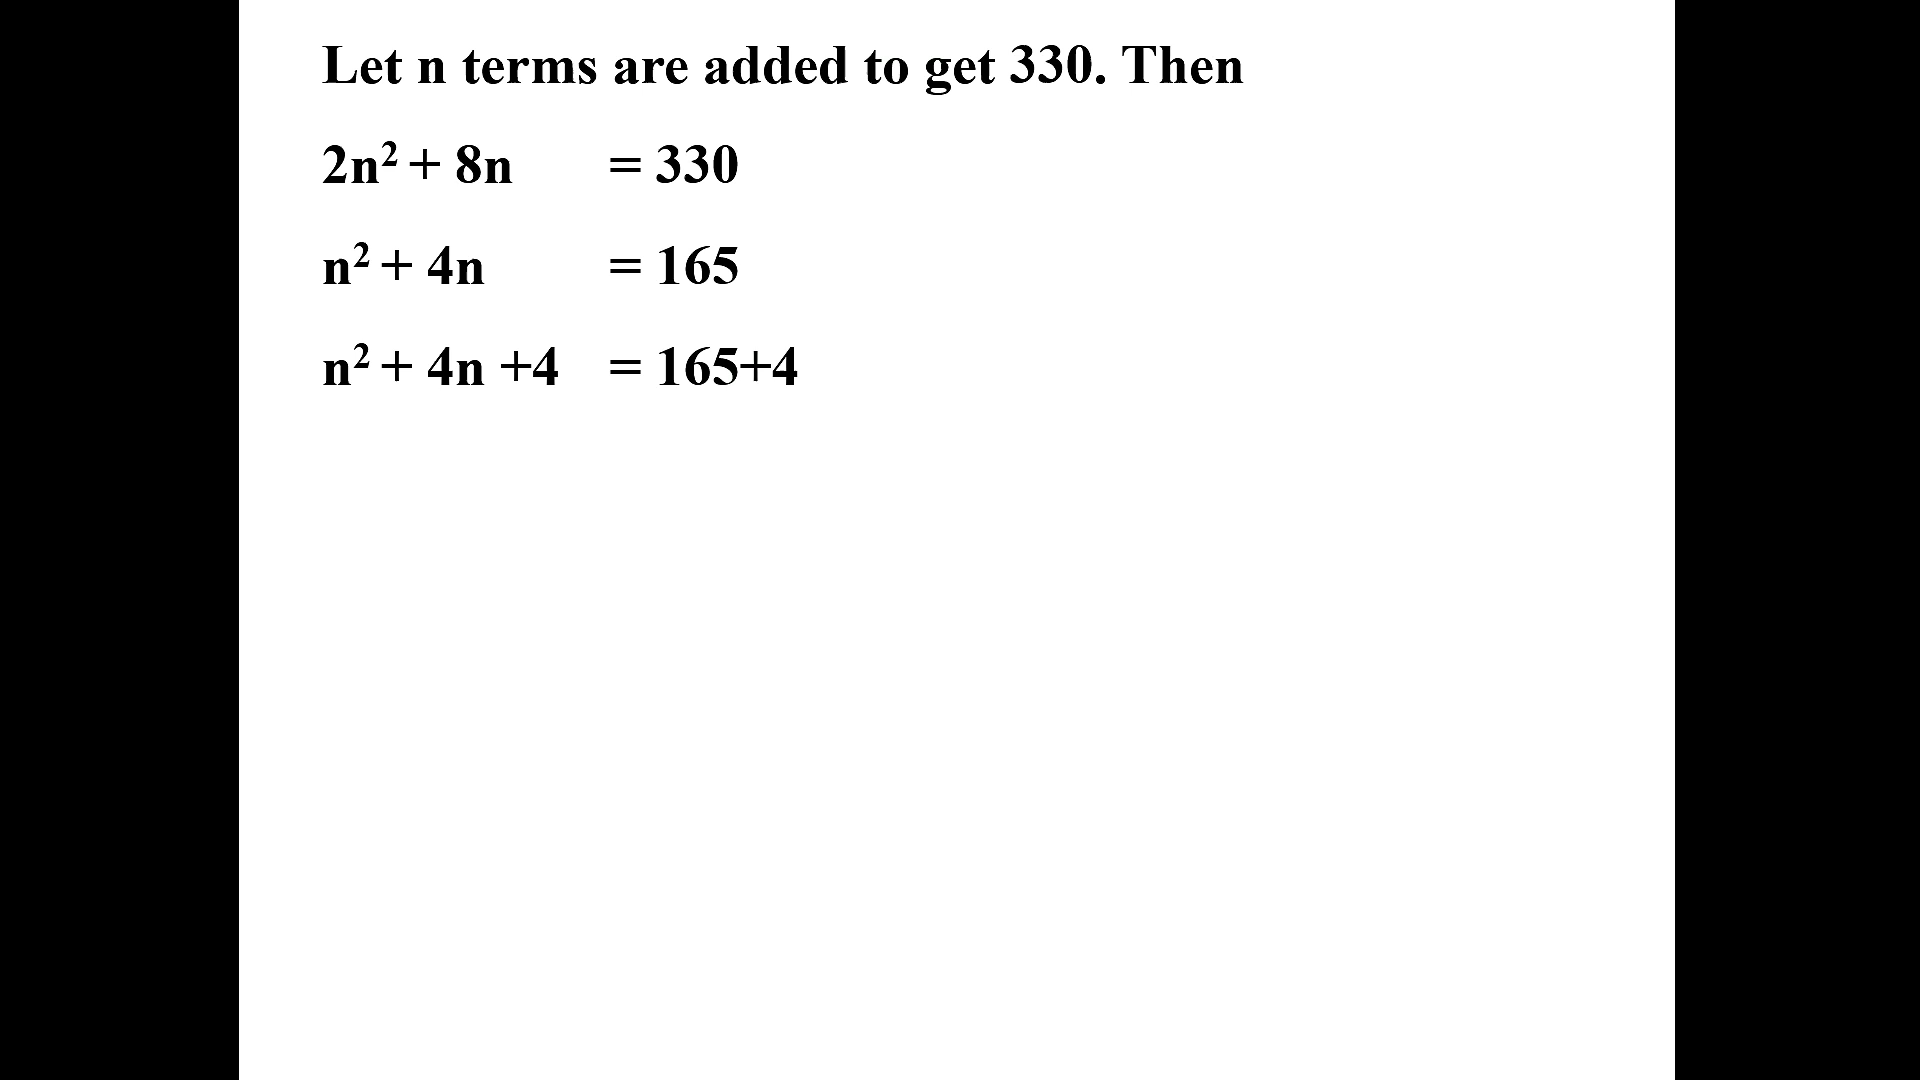 Let n terms are added to get 330. Then
2n² + 8n = 330
n² + 4n = 165
n² + 4n +4 = 165+4